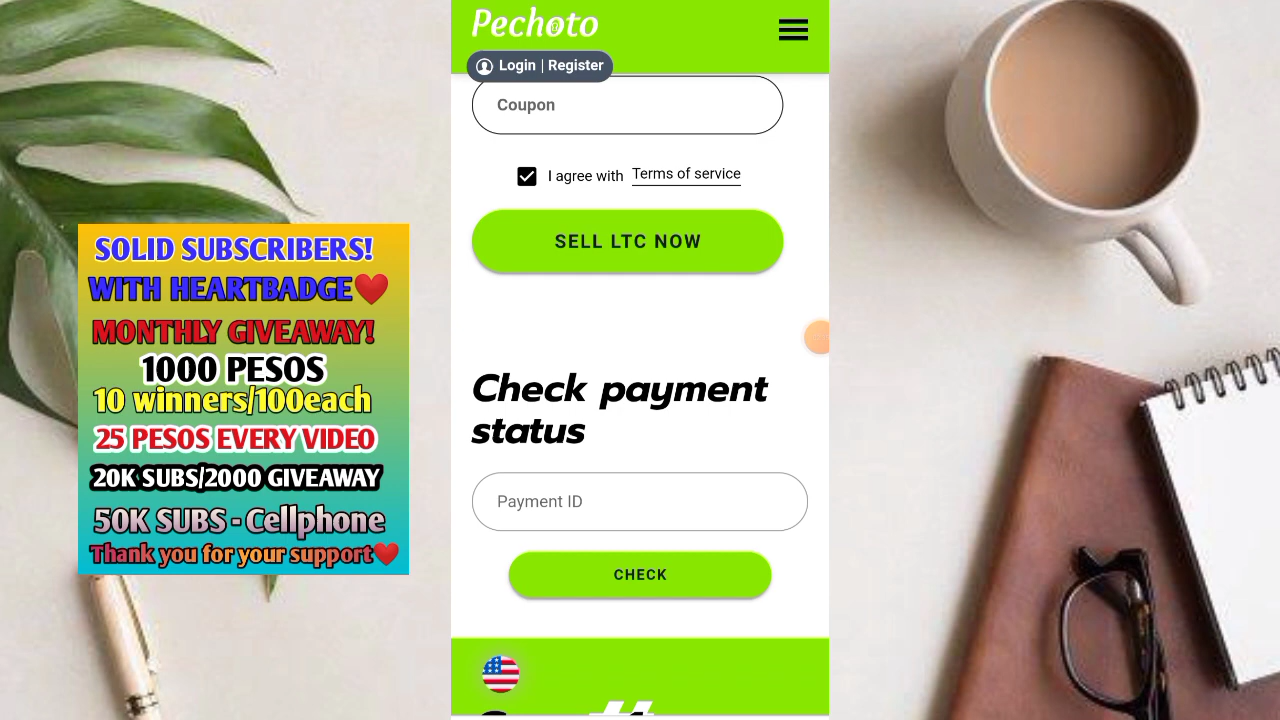 SOLID SUBSCRIBERS!
WITH HEARTBADGE❤️
MONTHLY GIVEAWAY!
1000 PESOS
10 winners/100each
25 PESOS EVERY VIDEO
20K SUBS/2000 GIVEAWAY
50K SUBS - Cellphone
Thank you for your support❤️
Pechoto
Login | Register
Coupon
I agree with Terms of service
SELL LTC NOW
Check payment
status
Payment ID
CHECK